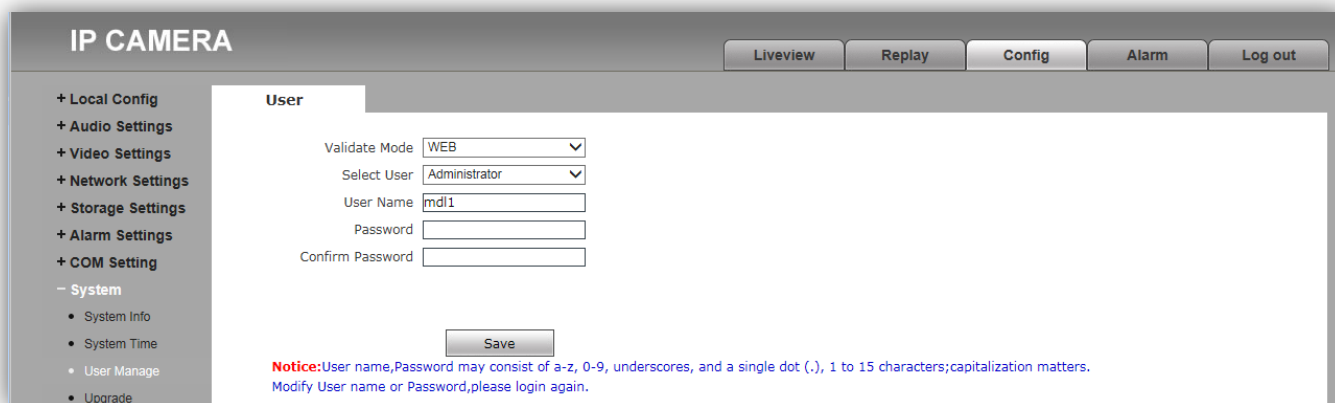 IP CAMERA
Liveview Replay Config Alarm Log out
+ Local Config
+ Audio Settings
+ Video Settings
+ Network Settings
+ Storage Settings
+ Alarm Settings
+ COM Setting
− System
• System Info
• System Time
• User Manage
• Upgrade
User
Validate Mode WEB
Select User Administrator
User Name mdl1
Password
Confirm Password
Save
Notice:User name,Password may consist of a-z, 0-9, underscores, and a single dot (.), 1 to 15 characters;capitalization matters.
Modify User name or Password,please login again.